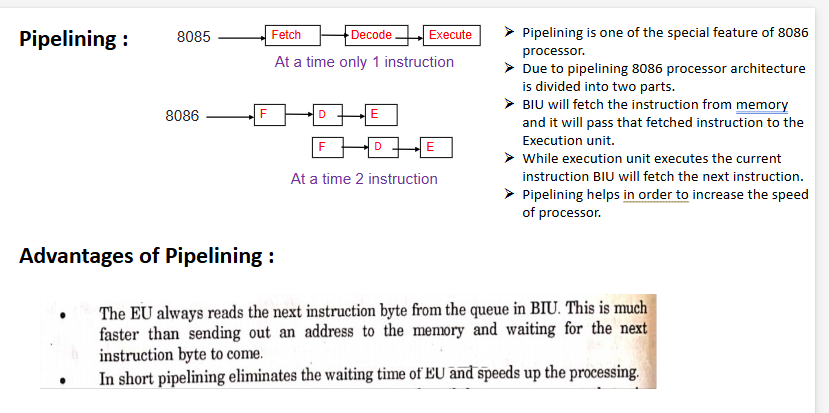 Pipelining :
8085 Fetch Decode Execute
At a time only 1 instruction
8086 F D E
F D E
At a time 2 instruction
➢ Pipelining is one of the special feature of 8086
processor.
➢ Due to pipelining 8086 processor architecture
is divided into two parts.
➢ BIU will fetch the instruction from memory
and it will pass that fetched instruction to the
Execution unit.
➢ While execution unit executes the current
instruction BIU will fetch the next instruction.
➢ Pipelining helps in order to increase the speed
of processor.
Advantages of Pipelining :
• The EU always reads the next instruction byte from the queue in BIU. This is much
faster than sending out an address to the memory and waiting for the next
instruction byte to come.
• In short pipelining eliminates the waiting time of EU and speeds up the processing.